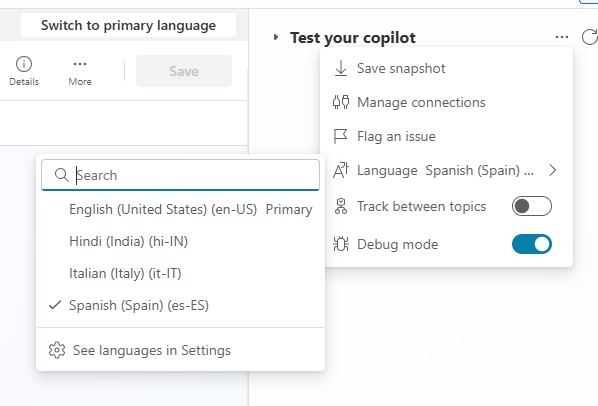 Switch to primary language
Test your copilot
...
Details
More
Save
Save snapshot
Manage connections
Flag an issue
Language Spanish (Spain) ...
Track between topics
Debug mode
Search
English (United States) (en-US) Primary
Hindi (India) (hi-IN)
Italian (Italy) (it-IT)
Spanish (Spain) (es-ES)
See languages in Settings